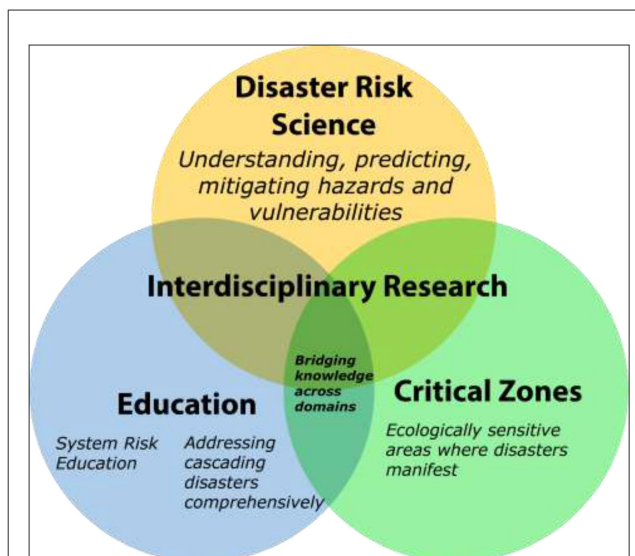 Disaster Risk
Science
Understanding, predicting,
mitigating hazards and
vulnerabilities
Interdisciplinary Research
Bridging
knowledge
across
domains
Education
System Risk
Education
Addressing
cascading
disasters
comprehensively
Critical Zones
Ecologically sensitive
areas where disasters
manifest